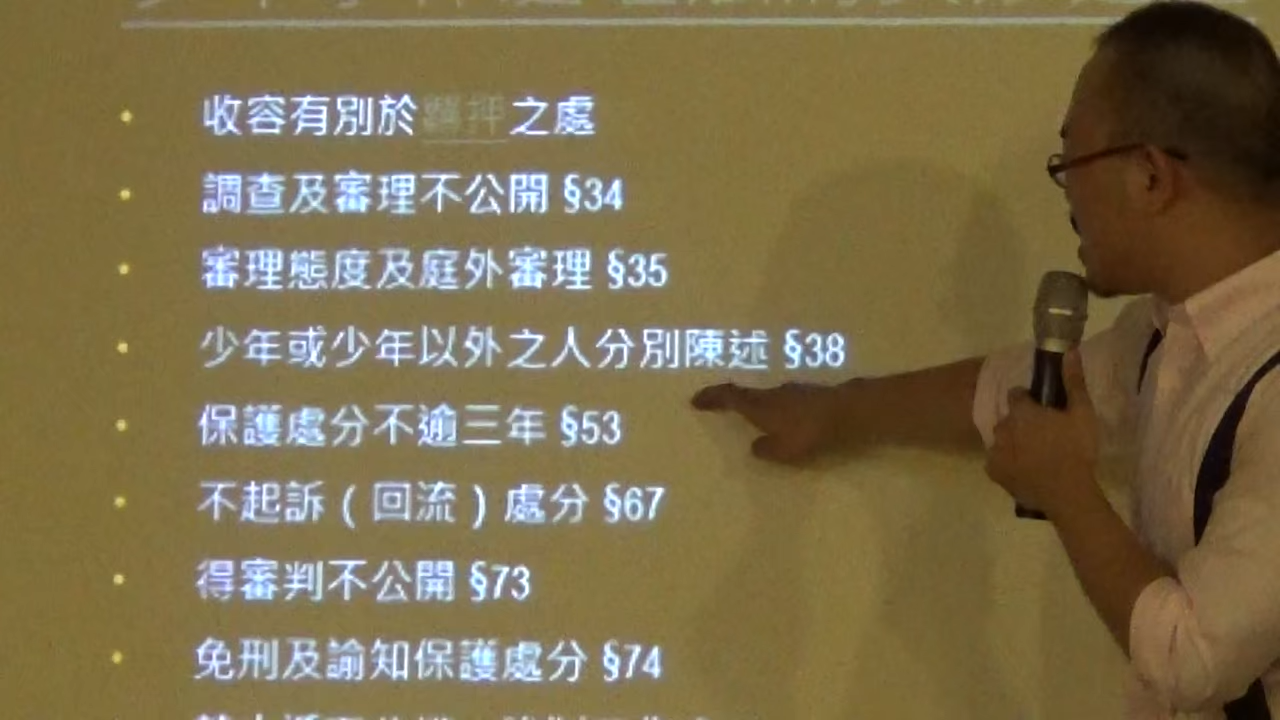 收容有別於羈押之處
調查及審理不公開 §34
審理態度及庭外審理 §35
少年或少年以外之人分別陳述 §38
保護處分不逾三年 §53
不起訴（回流）處分 §67
得審判不公開 §73
免刑及諭知保護處分 §74